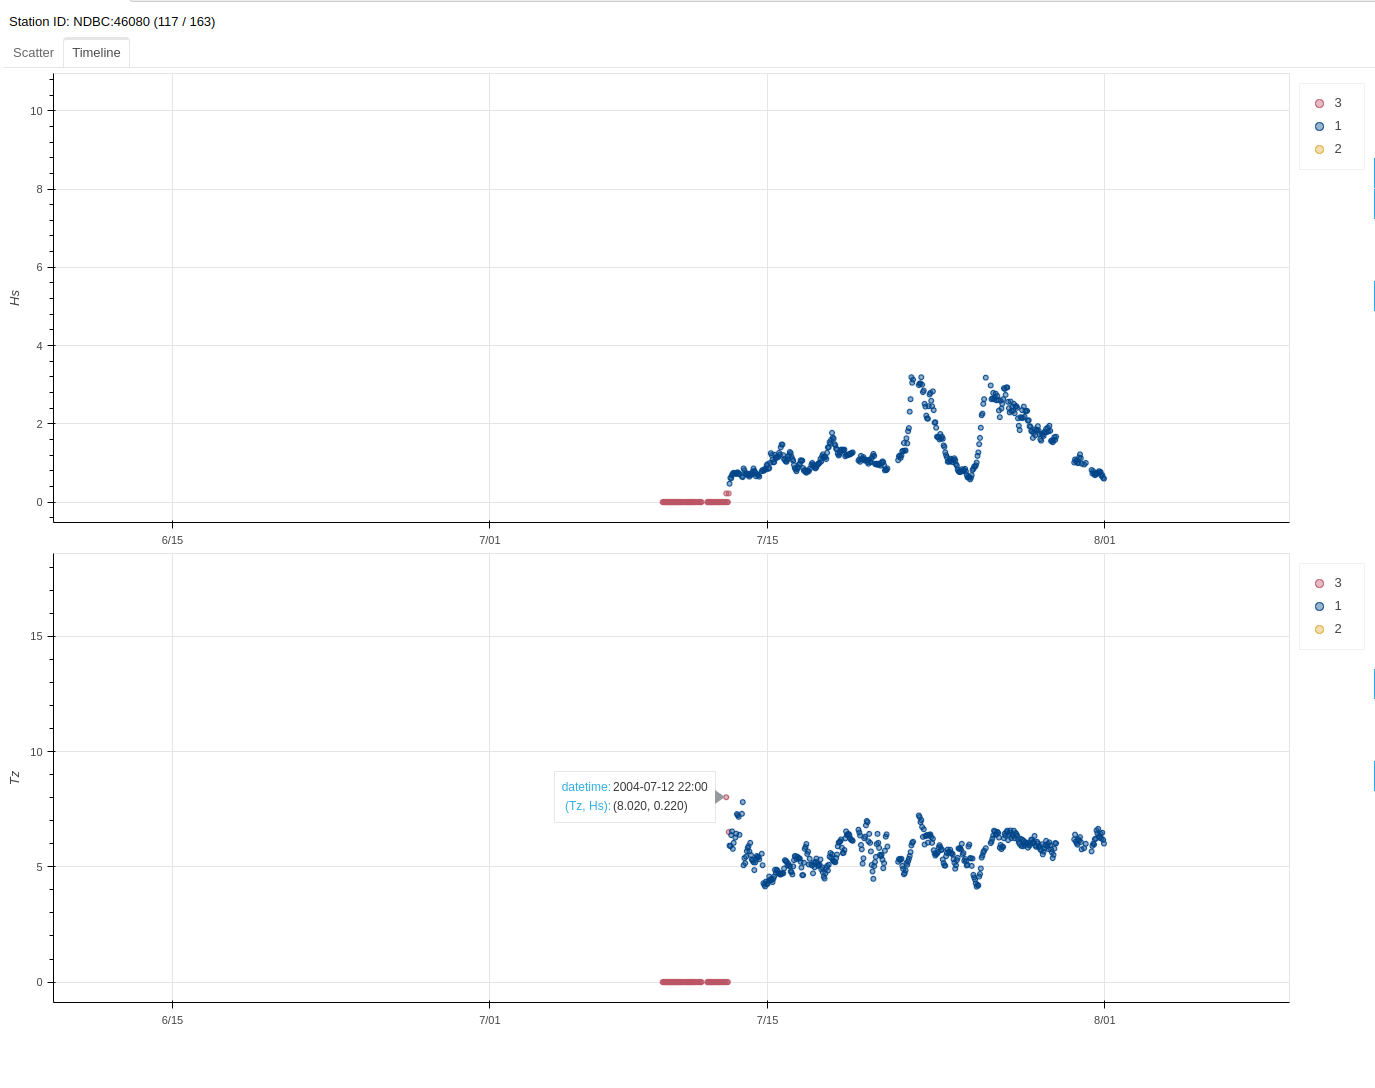 Station ID: NDBC:46080 (117 / 163)
Scatter Timeline
10
8
6
4
2
0
Hs
6/15 7/01 7/15 8/01
3
1
2
15
10
5
0
Tz
datetime: 2004-07-12 22:00
(Tz, Hs): (8.020, 0.220)
6/15 7/01 7/15 8/01
3
1
2